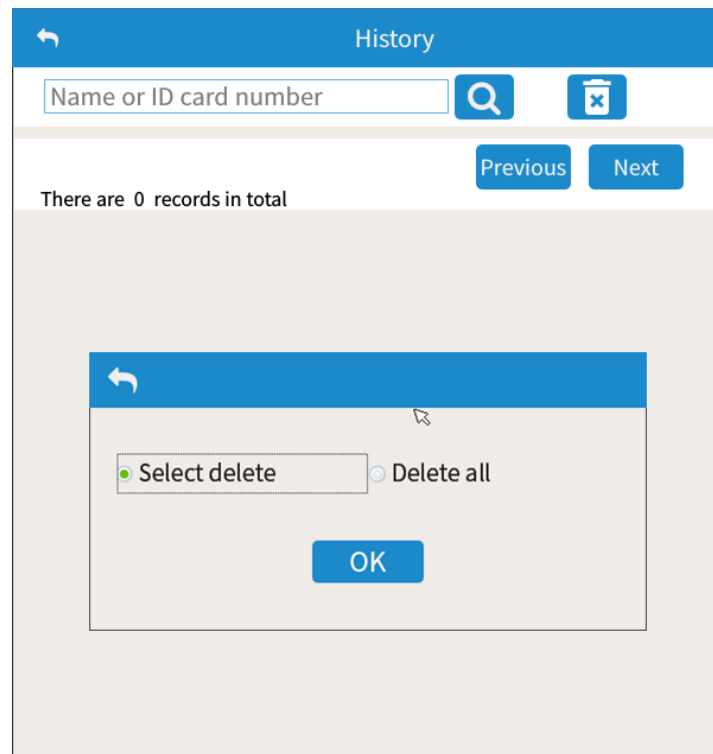 History
Name or ID card number
Previous Next
There are 0 records in total
Select delete Delete all
OK